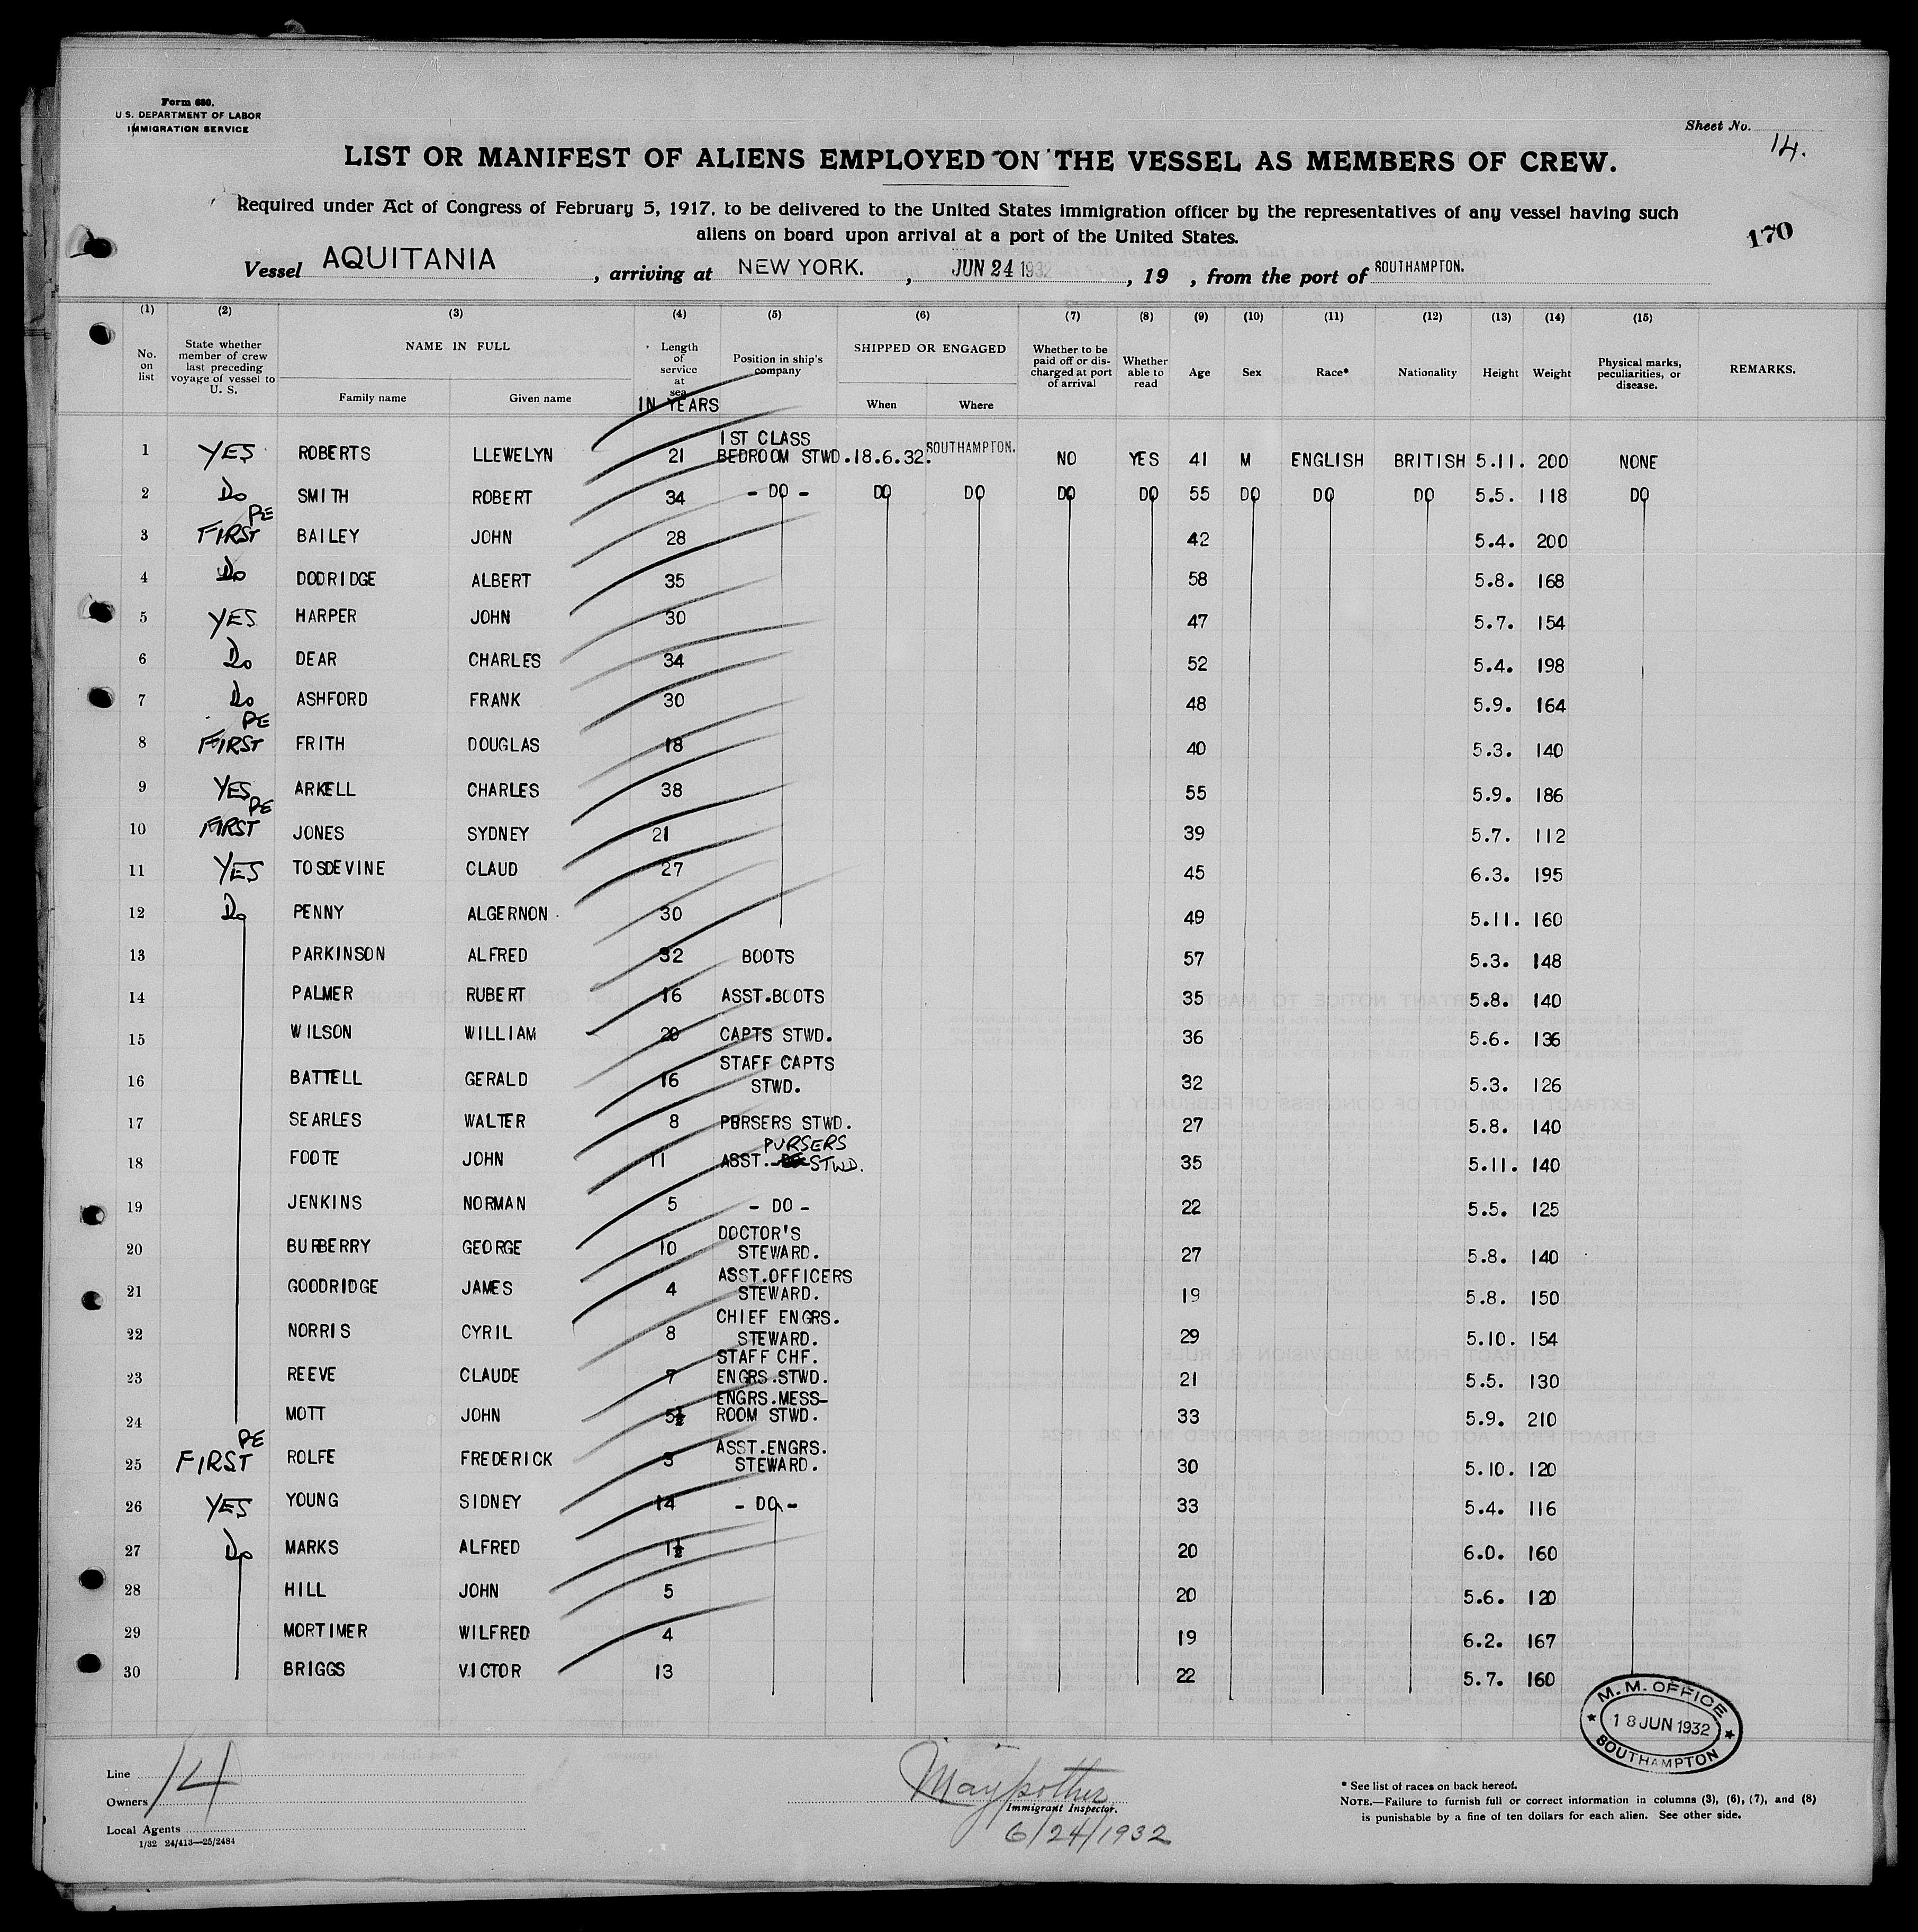 Form 680.
U.S. DEPARTMENT OF LABOR
IMMIGRATION SERVICE
Sheet No. 14.
LIST OR MANIFEST OF ALIENS EMPLOYED ON THE VESSEL AS MEMBERS OF CREW.
Required under Act of Congress of February 5, 1917, to be delivered to the United States immigration officer by the representatives of any vessel having such
aliens on board upon arrival at a port of the United States.
170
Vessel AQUITANIA, arriving at NEW YORK., JUN 24 1932, 19 , from the port of SOUTHAMPTON.
(1) (2) (3) (4) (5) (6) (7) (8) (9) (10) (11) (12) (13) (14) (15)
No. on list State whether member of crew last preceding voyage of vessel to U. S. NAME IN FULL Family name Given name Length of service at sea IN YEARS Position in ship's company SHIPPED OR ENGAGED When Where Whether to be paid off or discharged at port of arrival Whether able to read Age Sex Race* Nationality Height Weight Physical marks, peculiarities, or disease. REMARKS.
1 YES ROBERTS LLEWELYN 21 1ST CLASS BEDROOM STWD. 18.6.32. SOUTHAMPTON. NO YES 41 M ENGLISH BRITISH 5.11. 200 NONE
2 Do SMITH ROBERT 34 - DO - DO DO DO DO 55 DO DO DO 5.5. 118 DO
3 FIRST PE BAILEY JOHN 28 42 5.4. 200
4 Do DODRIDGE ALBERT 35 58 5.8. 168
5 YES HARPER JOHN 30 47 5.7. 154
6 Do DEAR CHARLES 34 52 5.4. 198
7 Do ASHFORD FRANK 30 48 5.9. 164
8 FIRST PE FRITH DOUGLAS 18 40 5.3. 140
9 YES ARKELL CHARLES 38 55 5.9. 186
10 FIRST PE JONES SYDNEY 21 39 5.7. 112
11 YES TOSDEVINE CLAUD 27 45 6.3. 195
12 Do PENNY ALGERNON 30 49 5.11. 160
13 PARKINSON ALFRED 32 BOOTS 57 5.3. 148
14 PALMER RUBERT 16 ASST.BOOTS 35 5.8. 140
15 WILSON WILLIAM 20 CAPTS STWD. 36 5.6. 136
16 BATTELL GERALD 16 STAFF CAPTS STWD. 32 5.3. 126
17 SEARLES WALTER 8 PURSERS STWD. 27 5.8. 140
18 FOOTE JOHN 11 ASST. PURSERS STWD. 35 5.11. 140
19 JENKINS NORMAN 5 - DO - 22 5.5. 125
20 BURBERRY GEORGE 10 DOCTOR'S STEWARD. 27 5.8. 140
21 GOODRIDGE JAMES 4 ASST.OFFICERS STEWARD. 19 5.8. 150
22 NORRIS CYRIL 8 CHIEF ENGRS. STEWARD. 29 5.10. 154
23 REEVE CLAUDE 7 STAFF CHF. ENGRS.STWD. 21 5.5. 130
24 MOTT JOHN 5½ ENGRS.MESS- ROOM STWD. 33 5.9. 210
25 FIRST PE ROLFE FREDERICK 3 ASST.ENGRS. STEWARD. 30 5.10. 120
26 YES YOUNG SIDNEY 14 - DO - 33 5.4. 116
27 Do MARKS ALFRED 1½ 20 6.0. 160
28 HILL JOHN 5 20 5.6. 120
29 MORTIMER WILFRED 4 19 6.2. 167
30 BRIGGS VICTOR 13 22 5.7. 160
M. M. OFFICE
18 JUN 1932
SOUTHAMPTON
Line
Owners
14
Local Agents
1/32 24/413—25/2484
Immigrant Inspector.
6/24/1932
* See list of races on back hereof.
NOTE.—Failure to furnish full or correct information in columns (3), (6), (7), and (8)
is punishable by a fine of ten dollars for each alien. See other side.